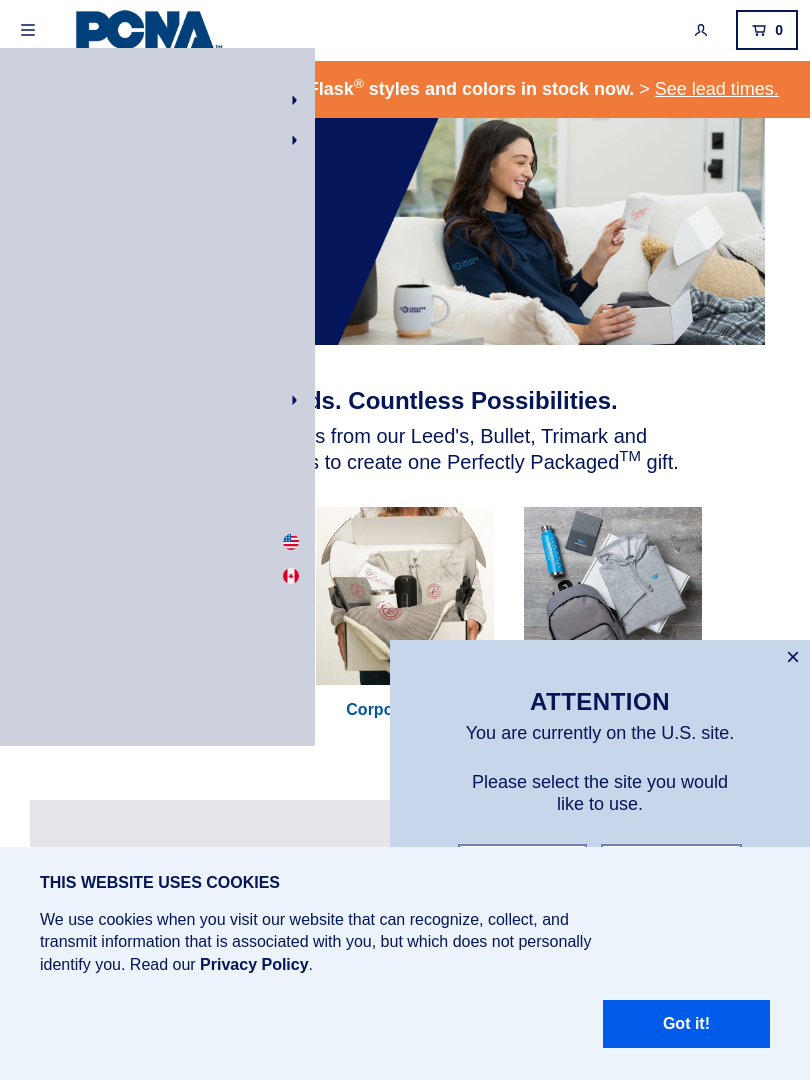 PCNA™
0
Flask® styles and colors in stock now. > See lead times.
ds. Countless Possibilities.
s from our Leed's, Bullet, Trimark and
s to create one Perfectly Packaged™ gift.
Corpo
ATTENTION
You are currently on the U.S. site.
Please select the site you would
like to use.
THIS WEBSITE USES COOKIES
We use cookies when you visit our website that can recognize, collect, and
transmit information that is associated with you, but which does not personally
identify you. Read our Privacy Policy.
Got it!